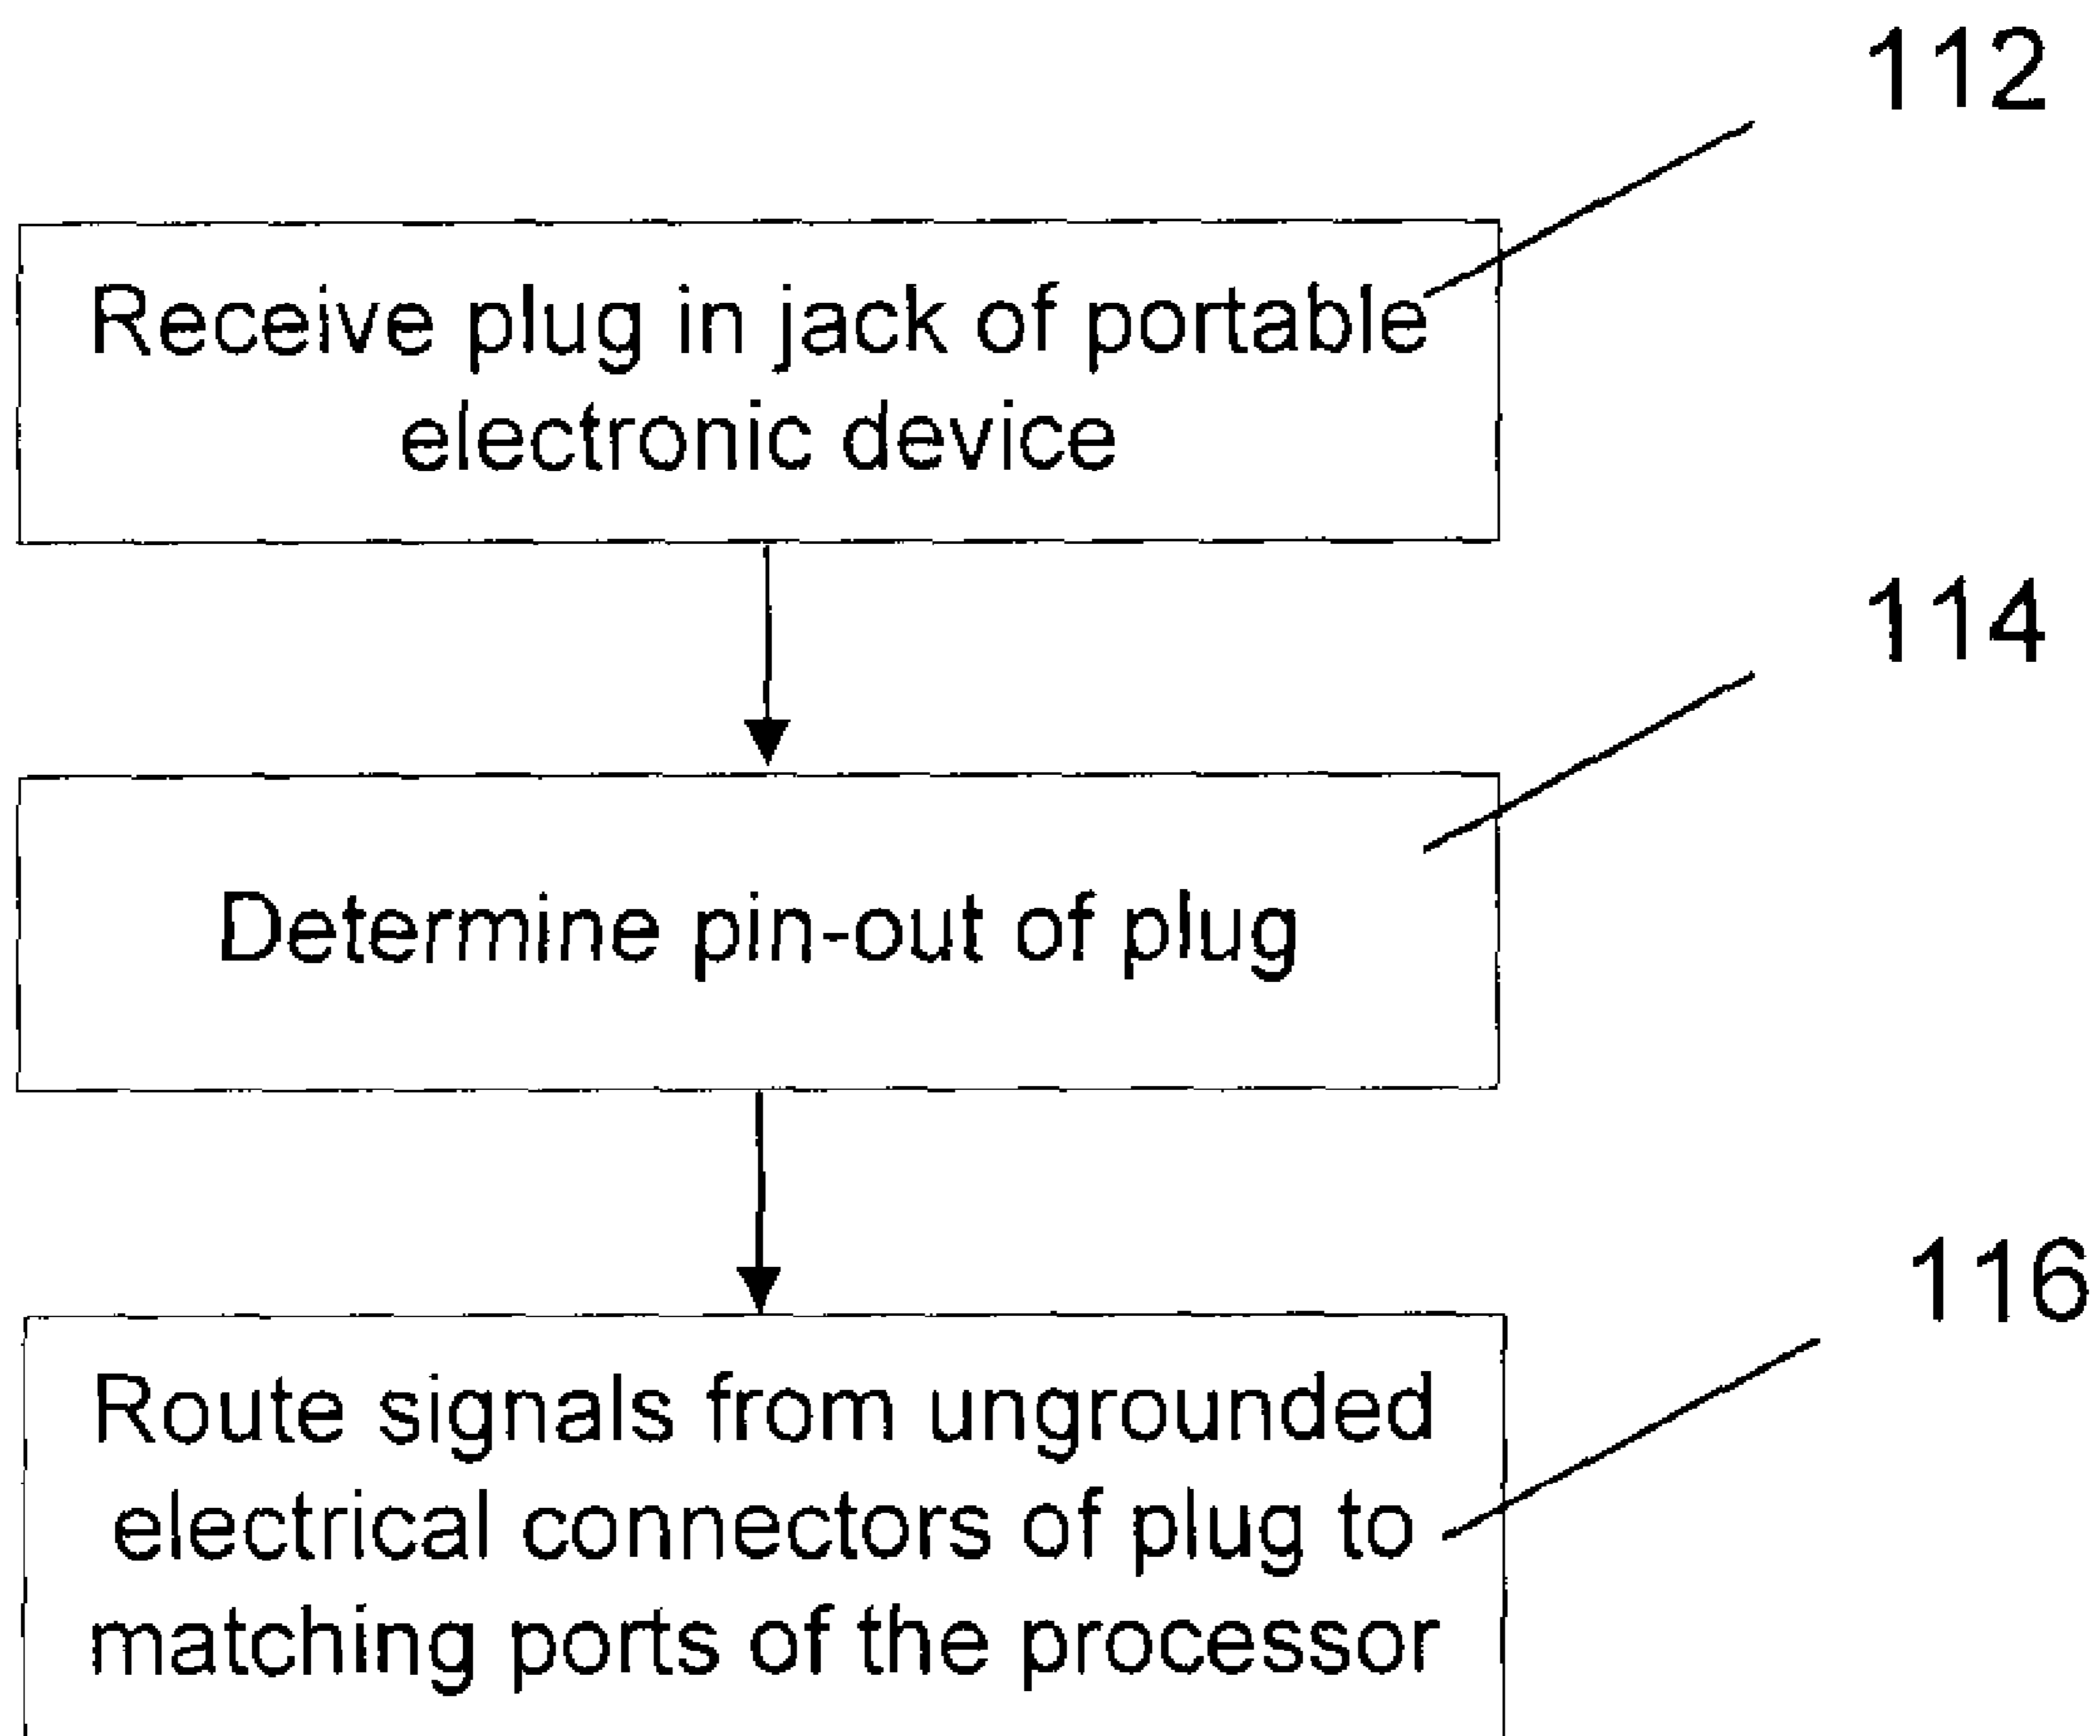 112
Receive plug in jack of portable
electronic device
114
Determine pin-out of plug
116
Route signals from ungrounded
electrical connectors of plug to
matching ports of the processor